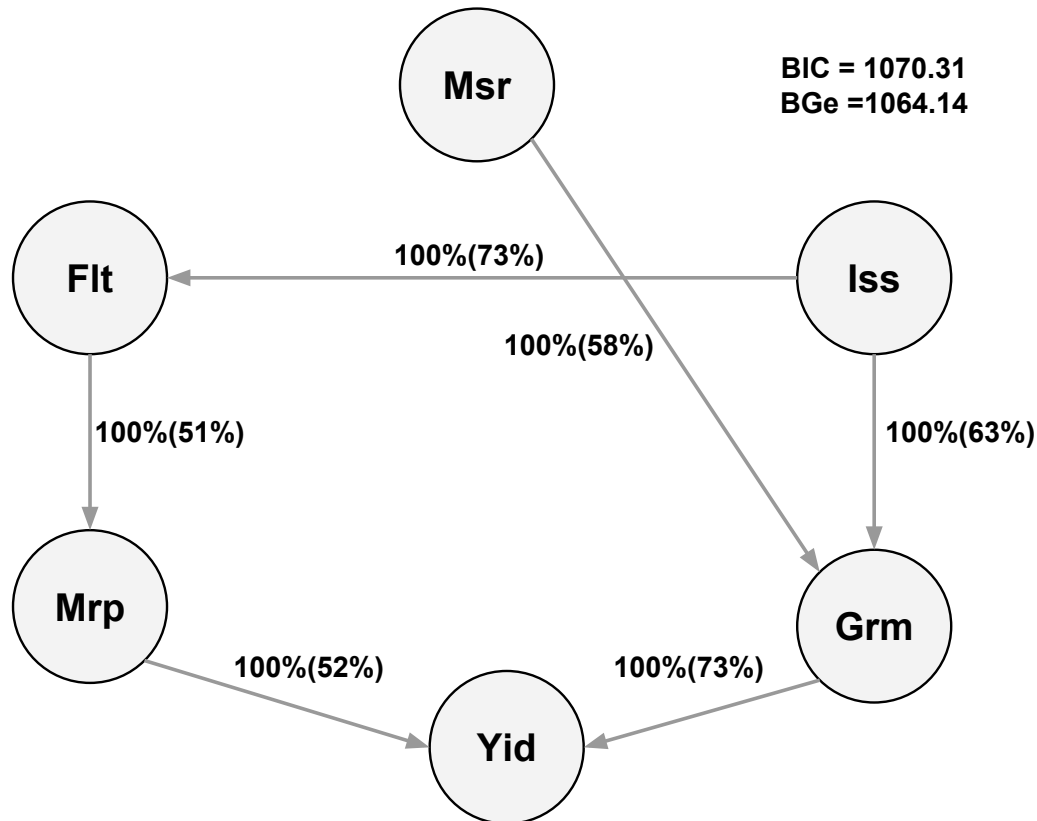 Msr
BIC = 1070.31
BGe =1064.14
100%(73%)
Flt
Iss
100%(58%)
100%(51%)
100%(63%)
Mrp
Grm
100%(52%)
100%(73%)
Yid